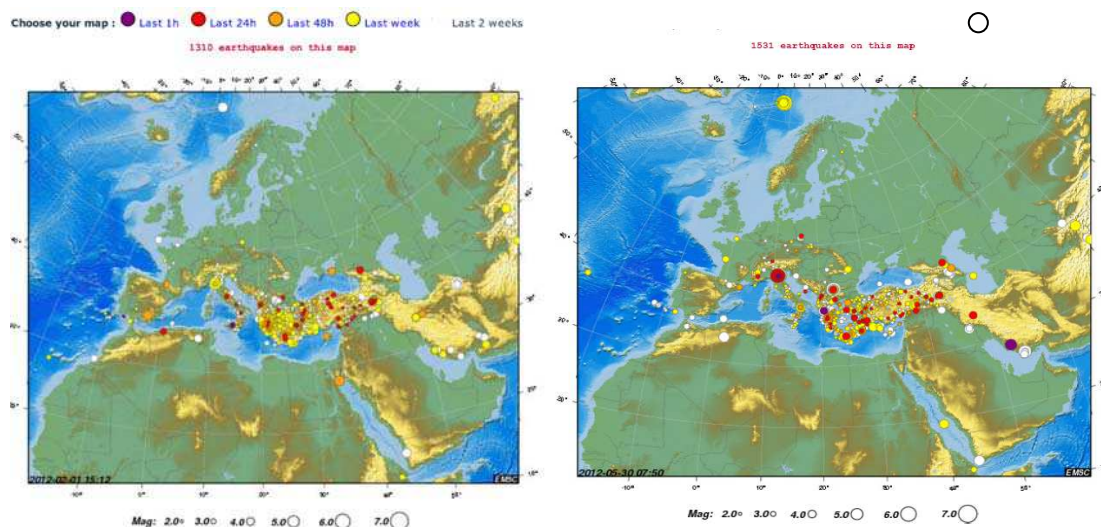 Choose your map : Last 1h Last 24h Last 48h Last week Last 2 weeks
1310 earthquakes on this map
2012-02-01 15:12
EMSC
Mag: 2.0 3.0 4.0 5.0 6.0 7.0
1531 earthquakes on this map
2012-05-30 07:50
EMSC
Mag: 2.0 3.0 4.0 5.0 6.0 7.0